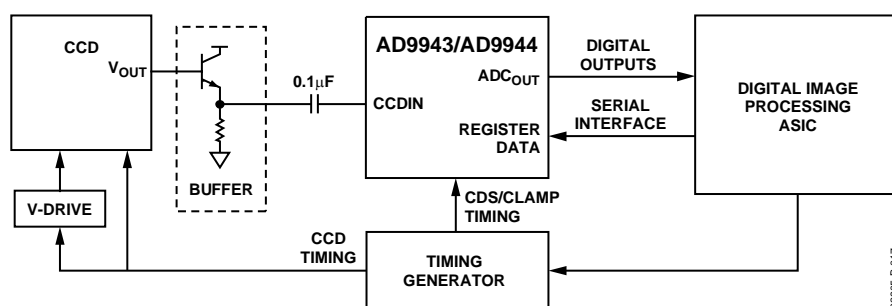 CCD
VOUT
BUFFER
V-DRIVE
0.1µF
AD9943/AD9944
ADCOUT
CCDIN
REGISTER
DATA
DIGITAL
OUTPUTS
SERIAL
INTERFACE
DIGITAL IMAGE
PROCESSING
ASIC
CDS/CLAMP
TIMING
CCD
TIMING
TIMING
GENERATOR